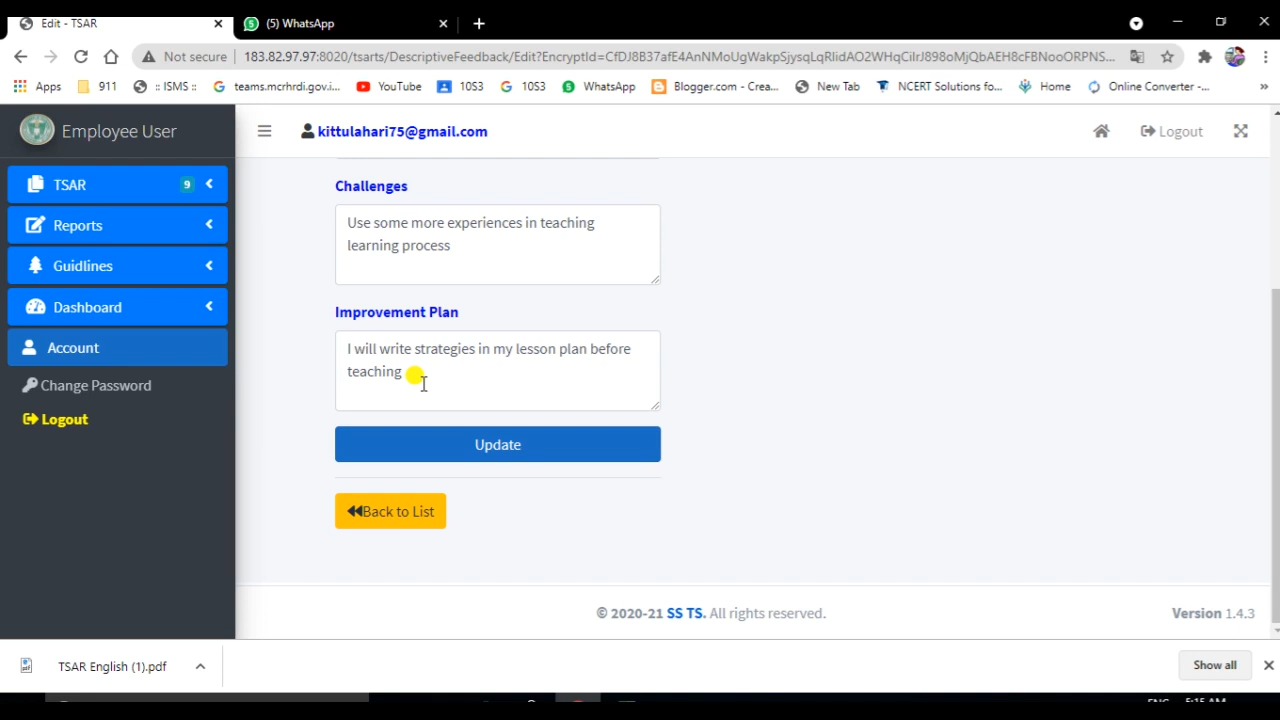 Edit - TSAR
(5) WhatsApp
Not secure
183.82.97.97:8020/tsarts/DescriptiveFeedback/Edit?EncryptId=CfDJ8B37afE4AnNMoUgWakpSjysqLqRIidAO2WHqCiIrJ898oMjQbAEH8cFBNooORPNS...
Apps
911
:: ISMS ::
teams.mcrhrdi.gov.i...
YouTube
10S3
10S3
WhatsApp
Blogger.com - Crea...
New Tab
NCERT Solutions fo...
Home
Online Converter -...
»
Employee User
kittulahari75@gmail.com
Logout
TSAR
9
Reports
Guidlines
Dashboard
Account
Change Password
Logout
Challenges
Use some more experiences in teaching
learning process
Improvement Plan
I will write strategies in my lesson plan before
teaching
Update
Back to List
© 2020-21 SS TS. All rights reserved.
Version 1.4.3
TSAR English (1).pdf
Show all